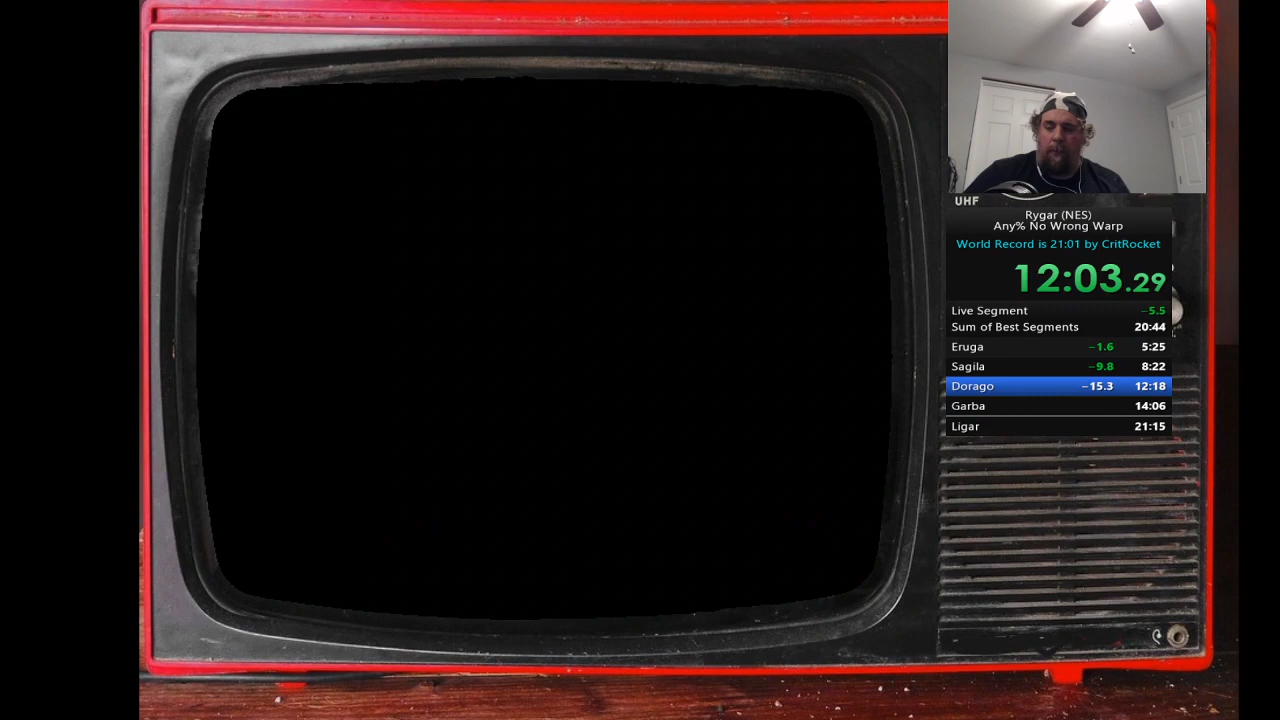 UHF
Rygar (NES)
Any% No Wrong Warp
World Record is 21:01 by CritRocket
12:03.29
Live Segment -5.5
Sum of Best Segments 20:44
Eruga -1.6 5:25
Sagila -9.8 8:22
Dorago -15.3 12:18
Garba 14:06
Ligar 21:15